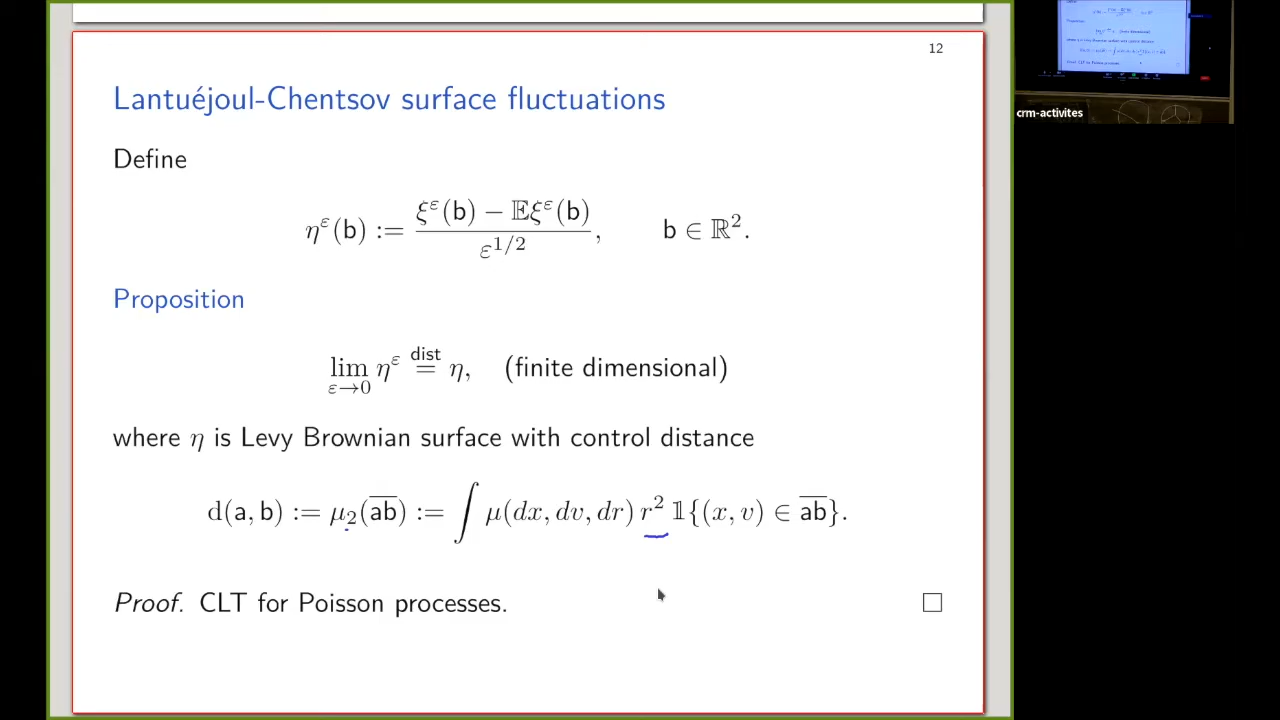 12
Lantuéjoul-Chentsov surface fluctuations
Define
η^ε(b) := (ξ^ε(b) − 𝔼ξ^ε(b)) / ε^{1/2}, b ∈ ℝ².
Proposition
lim_{ε→0} η^ε =^{dist} η, (finite dimensional)
where η is Levy Brownian surface with control distance
d(a, b) := μ₂(\overline{ab}) := ∫ μ(dx, dv, dr) r² 𝟙{(x, v) ∈ \overline{ab}}.
Proof. CLT for Poisson processes. □
crm-activites